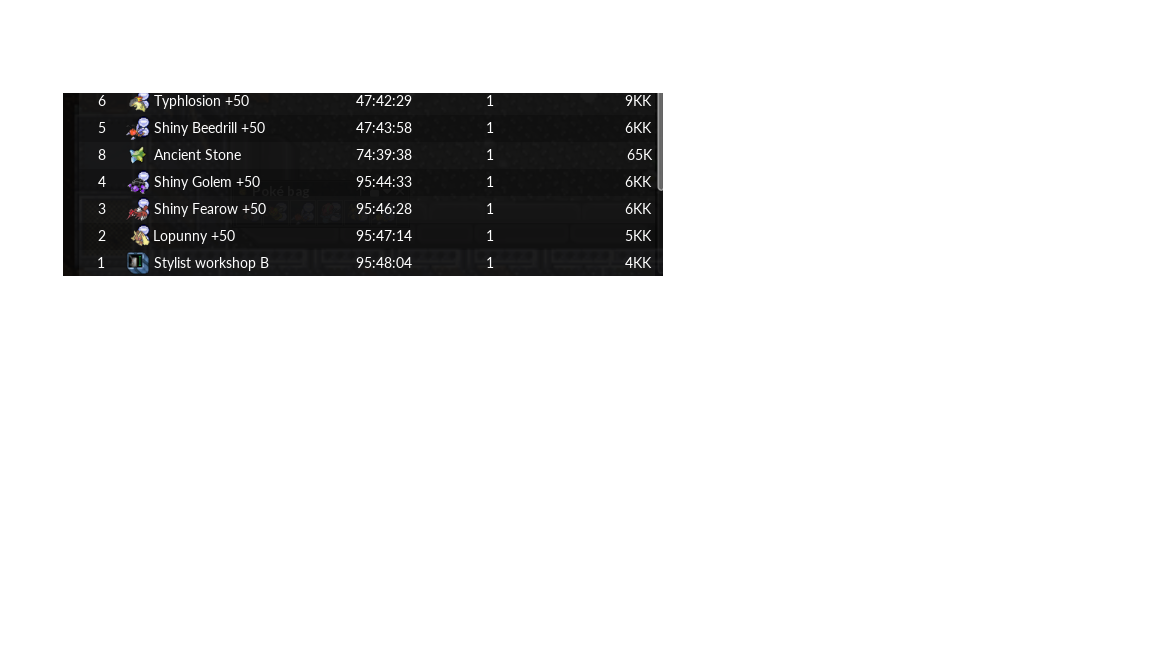 6 Typhlosion +50 47:42:29 1 9KK
5 Shiny Beedrill +50 47:43:58 1 6KK
8 Ancient Stone 74:39:38 1 65K
4 Shiny Golem +50 95:44:33 1 6KK
Poké bag
3 Shiny Fearow +50 95:46:28 1 6KK
2 Lopunny +50 95:47:14 1 5KK
1 Stylist workshop B 95:48:04 1 4KK